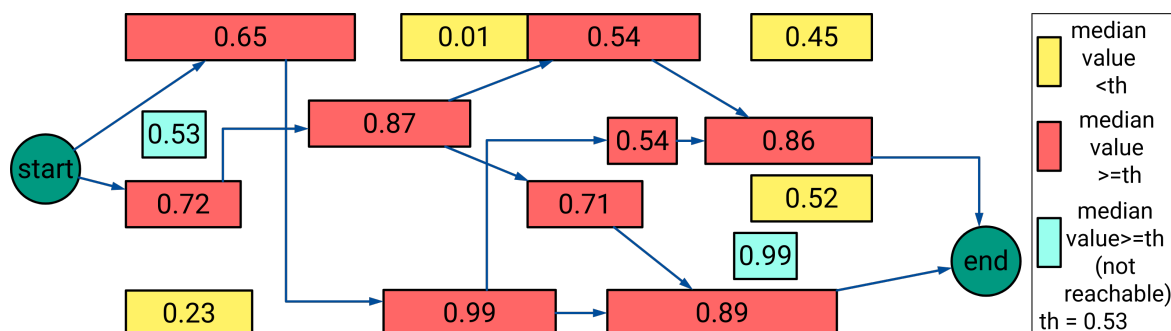 0.65
0.01
0.54
0.45
median
value
<th
0.53
0.87
0.54
0.86
median
value
>=th
start
0.72
0.71
0.52
median
value>=th
(not
reachable)
0.99
end
0.23
0.99
0.89
th = 0.53